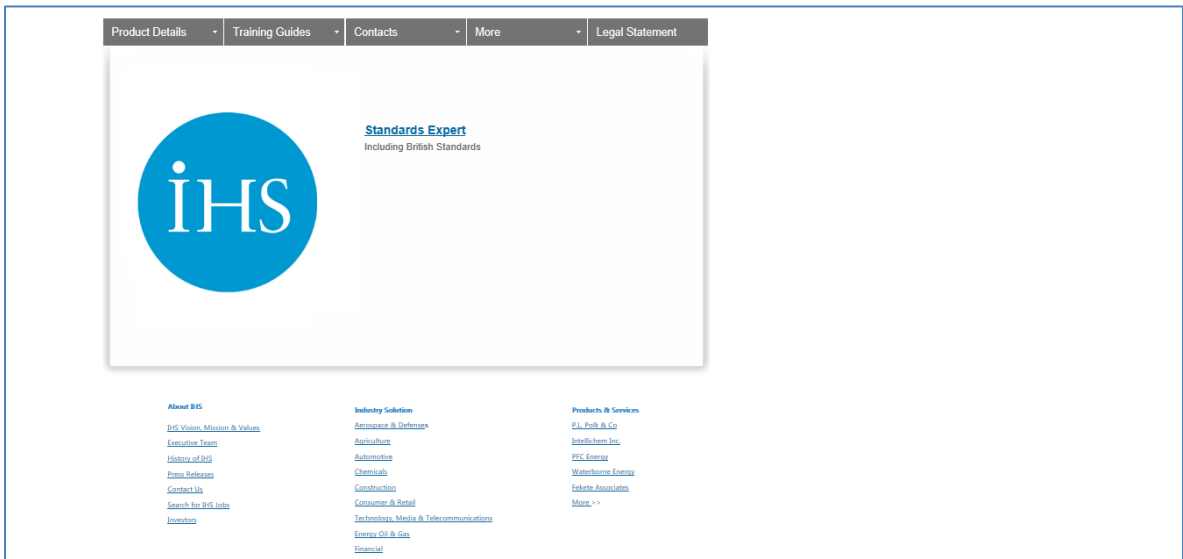 Product Details
Training Guides
Contacts
More
Legal Statement
iHS
Standards Expert
Including British Standards
About IHS
IHS Vision, Mission & Values
Executive Team
History of IHS
Press Releases
Contact Us
Search for IHS Jobs
Investors
Industry Solution
Aerospace & Defenses
Agriculture
Automotive
Chemicals
Construction
Consumer & Retail
Technology, Media & Telecommunications
Energy Oil & Gas
Financial
Products & Services
P.L. Polk & Co
Intellichem Inc.
PFC Energy
Waterborne Energy
Fekete Associates
More >>